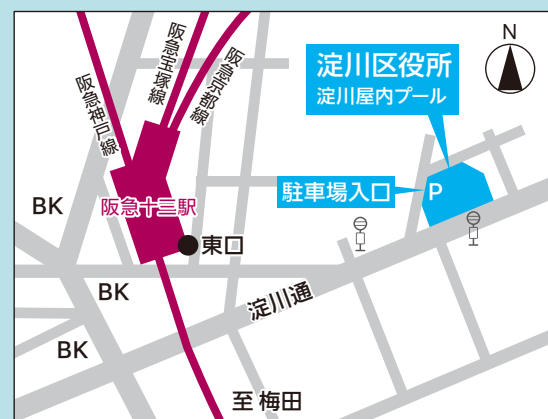 N
淀川区役所
淀川屋内プール
阪急神戸線
阪急宝塚線
阪急京都線
駐車場入口
P
BK
阪急十三駅
東口
BK
淀川通
BK
至 梅田